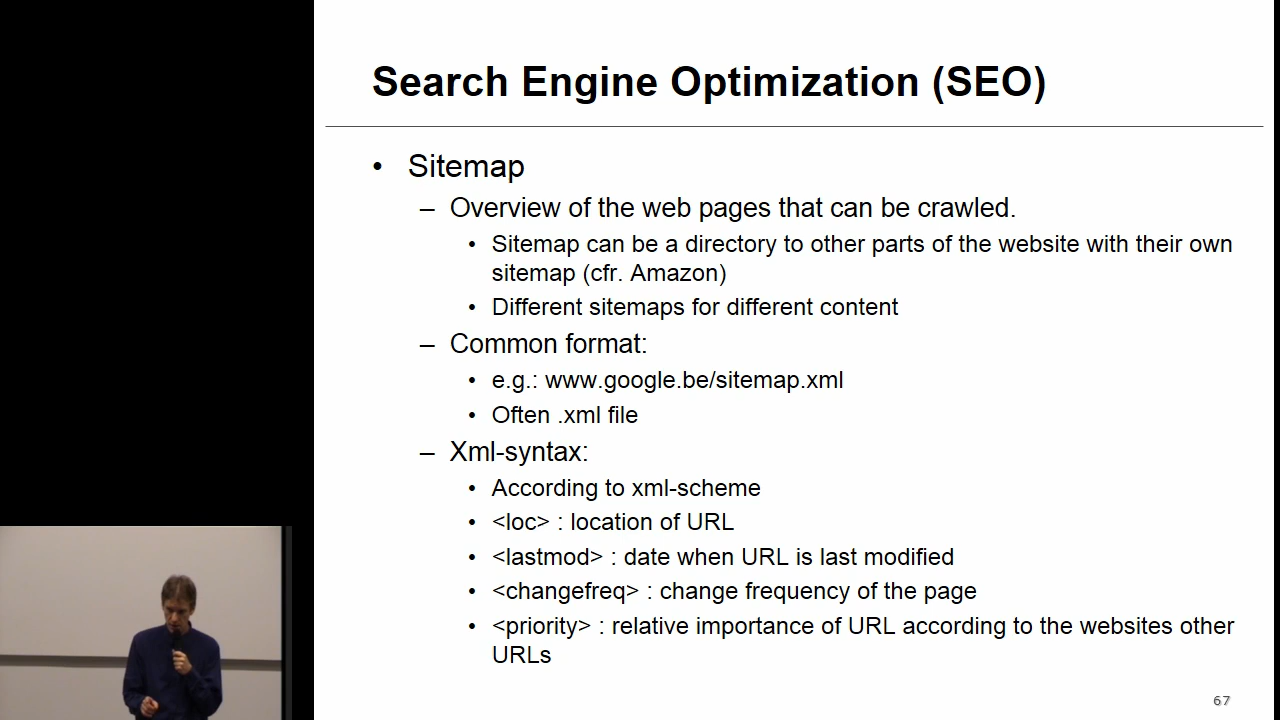 Search Engine Optimization (SEO)
• Sitemap
– Overview of the web pages that can be crawled.
• Sitemap can be a directory to other parts of the website with their own
sitemap (cfr. Amazon)
• Different sitemaps for different content
– Common format:
• e.g.: www.google.be/sitemap.xml
• Often .xml file
– Xml-syntax:
• According to xml-scheme
• <loc> : location of URL
• <lastmod> : date when URL is last modified
• <changefreq> : change frequency of the page
• <priority> : relative importance of URL according to the websites other
URLs
67